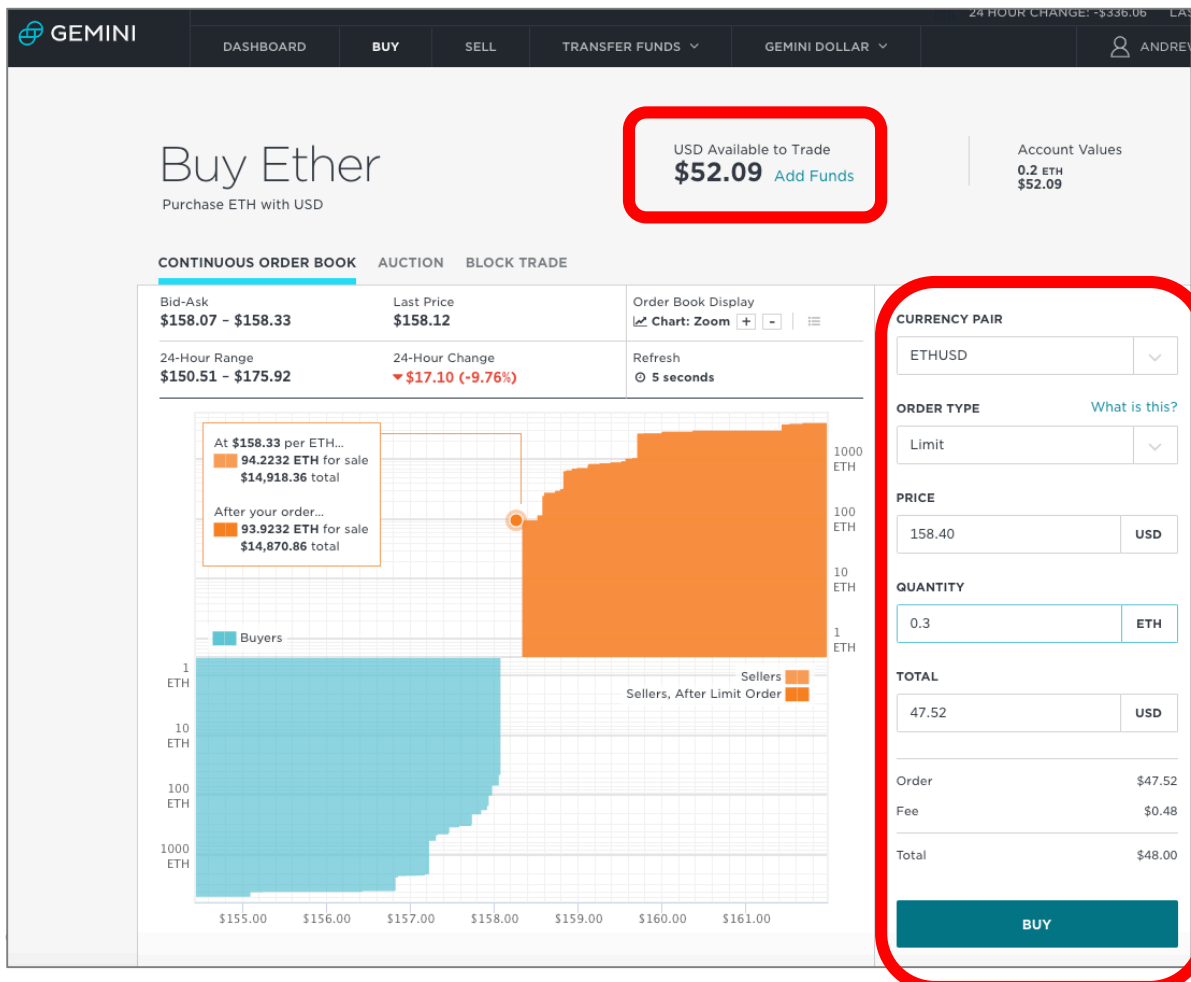 24 HOUR CHANGE: -$336.06
GEMINI
DASHBOARD BUY SELL TRANSFER FUNDS GEMINI DOLLAR
Buy Ether
Purchase ETH with USD
USD Available to Trade
$52.09 Add Funds
Account Values
0.2 ETH
$52.09
CONTINUOUS ORDER BOOK AUCTION BLOCK TRADE
Bid-Ask
$158.07 – $158.33
Last Price
$158.12
Order Book Display
Chart: Zoom + -
24-Hour Range
$150.51 – $175.92
24-Hour Change
$17.10 (-9.76%)
Refresh
5 seconds
At $158.33 per ETH...
94.2232 ETH for sale
$14,918.36 total
After your order...
93.9232 ETH for sale
$14,870.86 total
1000
ETH
100
ETH
10
ETH
1
ETH
Buyers
1
ETH
10
ETH
100
ETH
1000
ETH
Sellers
Sellers, After Limit Order
$155.00 $156.00 $157.00 $158.00 $159.00 $160.00 $161.00
CURRENCY PAIR
ETHUSD
ORDER TYPE What is this?
Limit
PRICE
158.40 USD
QUANTITY
0.3 ETH
TOTAL
47.52 USD
Order $47.52
Fee $0.48
Total $48.00
BUY